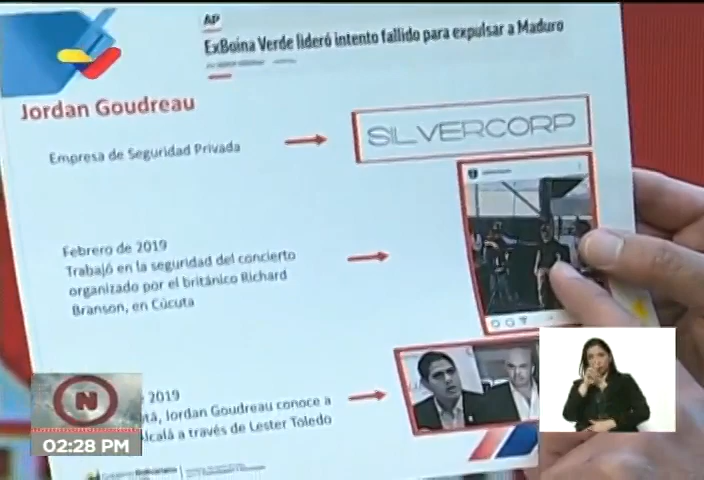 AP
ExBoina Verde lideró intento fallido para expulsar a Maduro
Jordan Goudreau
Empresa de Seguridad Privada
SILVERCORP
Febrero de 2019
Trabajó en la seguridad del concierto
organizado por el británico Richard
Branson, en Cúcuta
2019
Jordan Goudreau conoce a
Alcalá a través de Lester Toledo
N
02:28 PM
Bolivariano